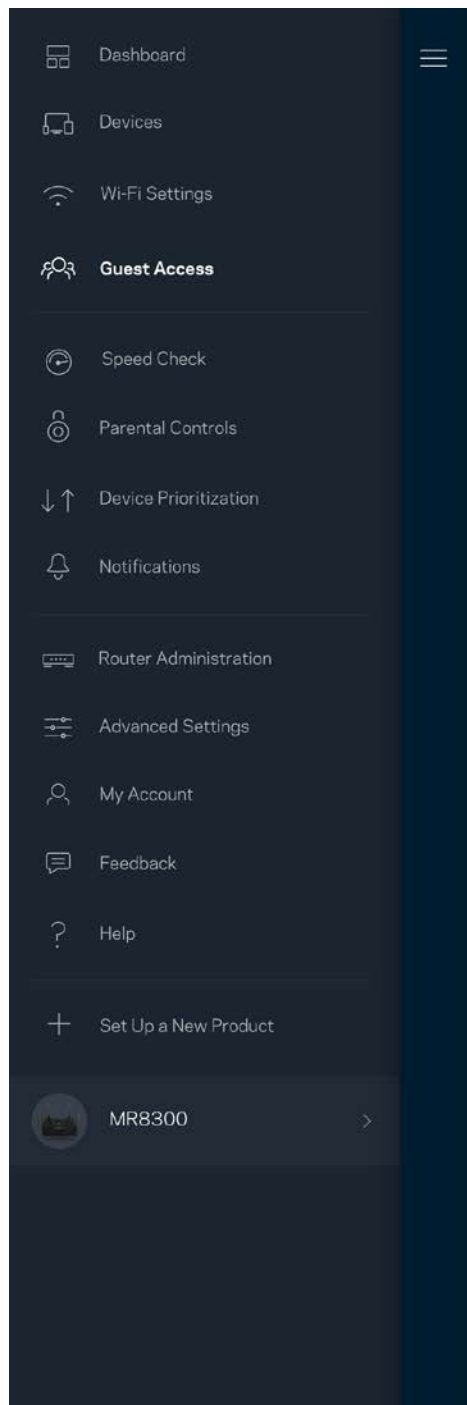 Dashboard
Devices
Wi-Fi Settings
Guest Access
Speed Check
Parental Controls
Device Prioritization
Notifications
Router Administration
Advanced Settings
My Account
Feedback
Help
Set Up a New Product
MR8300